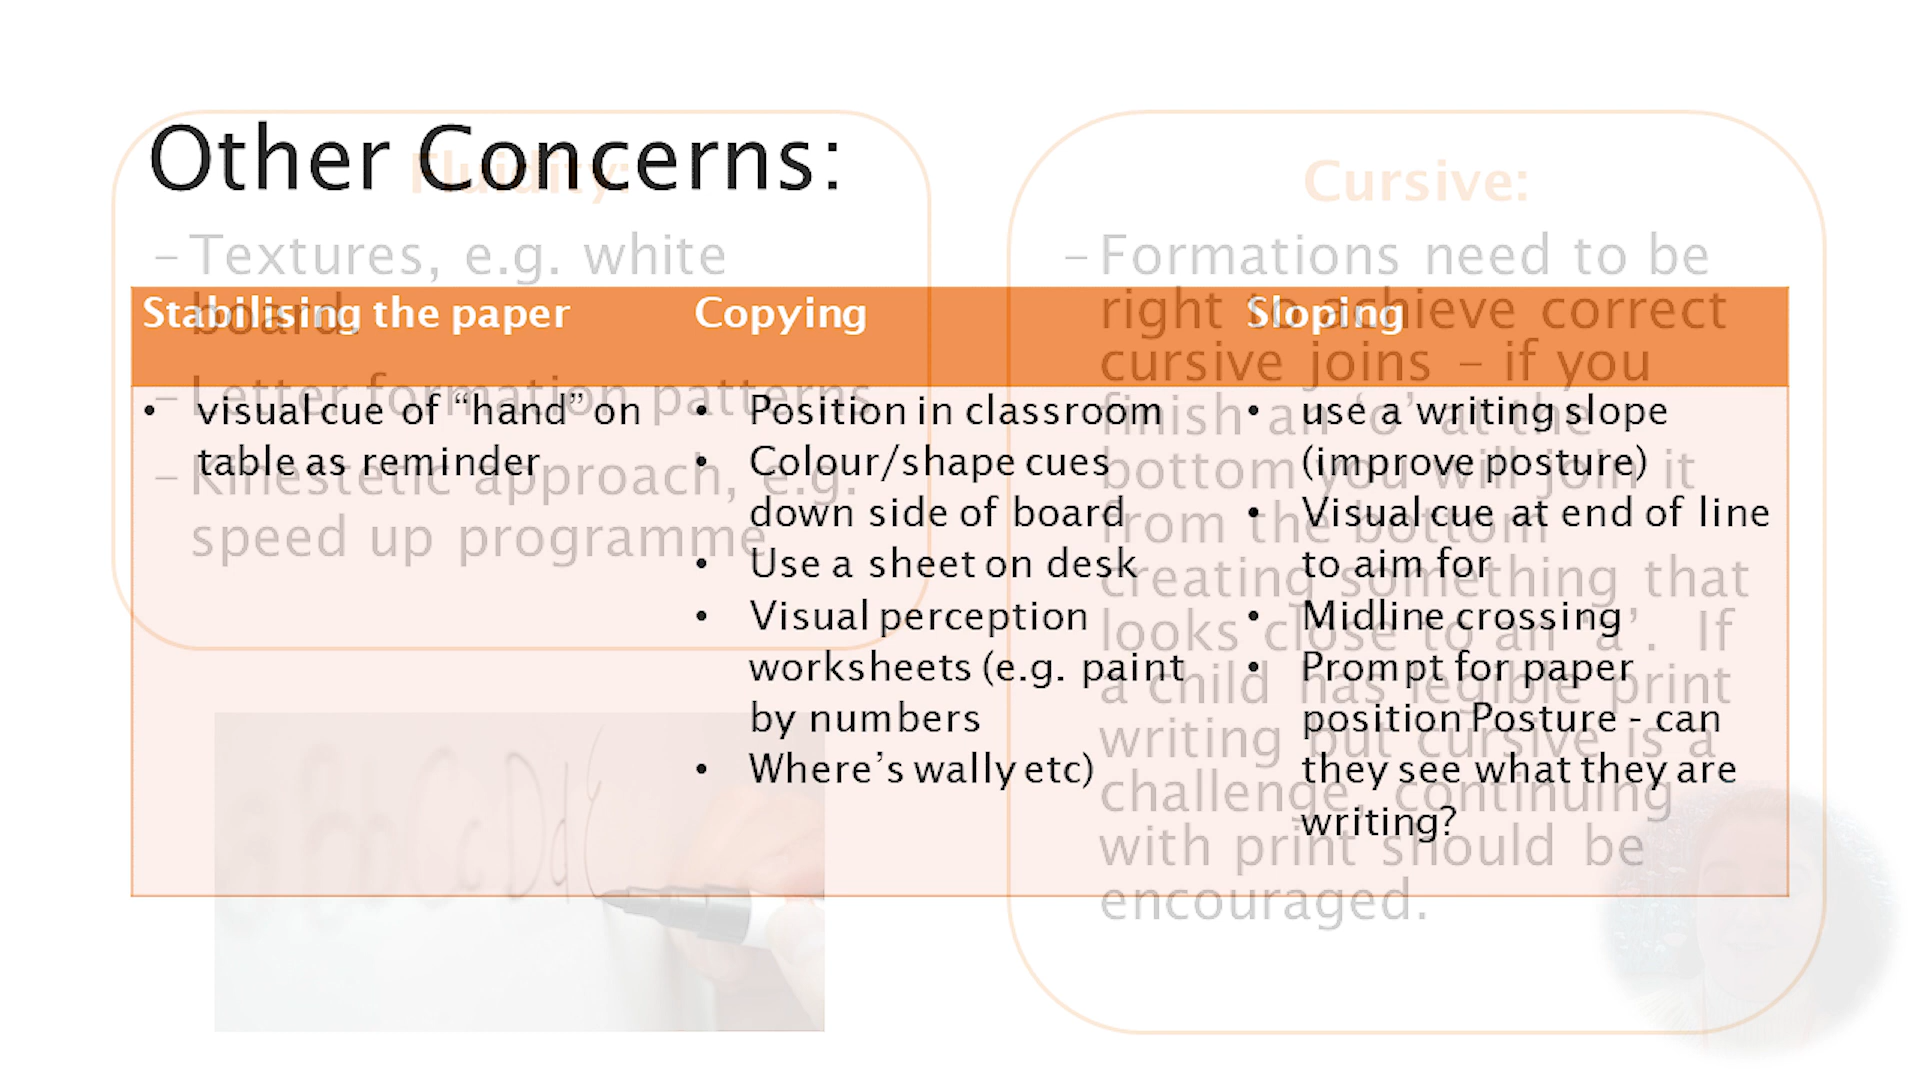 Other Concerns:
Stabilising the paper
visual cue of “hand” on
table as reminder
Copying
Position in classroom
Colour/shape cues
down side of board
Use a sheet on desk
Visual perception
worksheets (e.g. paint
by numbers
Where’s wally etc)
Sloping
use a writing slope
(improve posture)
Visual cue at end of line
to aim for
Midline crossing
Prompt for paper
position Posture - can
they see what they are
writing?
Fluidity:
– Textures, e.g. white
board.
– Letter formation patterns
– Kinestetic approach, e.g.
speed up programme
Cursive:
– Formations need to be
right to achieve correct
cursive joins – if you
finish an ‘o’ at the
bottom you will join it
from the bottom
creating something that
looks close to an ‘a’. If
a child has legible print
writing but cursive is a
challenge, continuing
with print should be
encouraged.